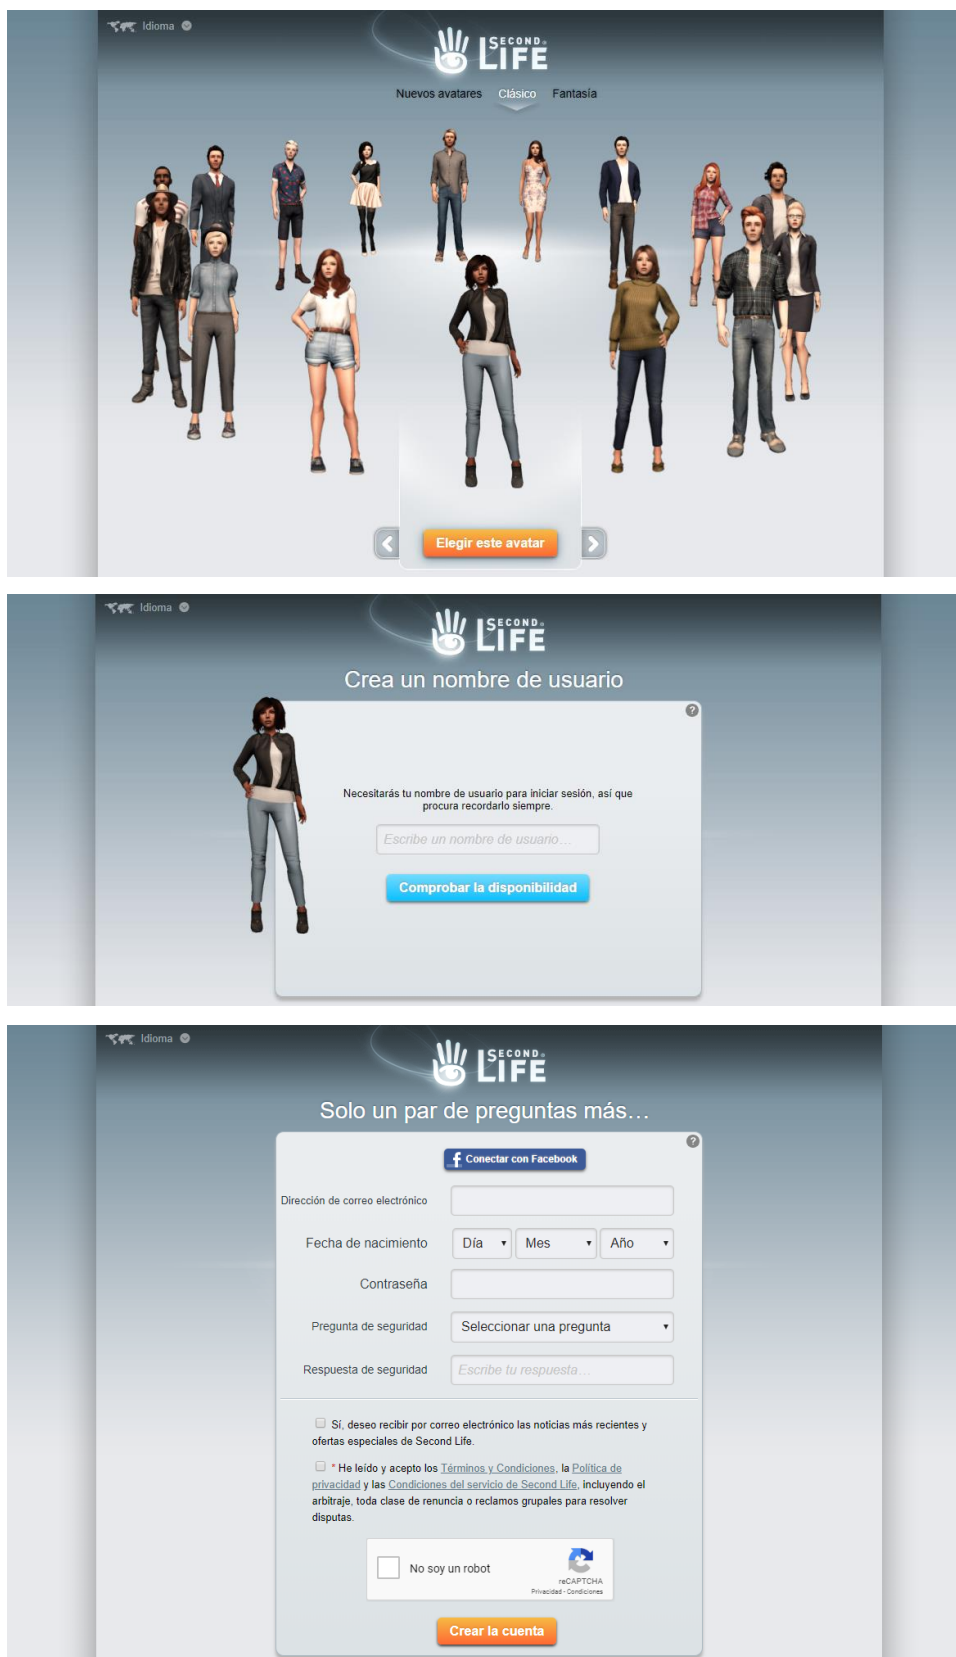 Idioma
SECOND
LIFE
Nuevos avatares Clásico Fantasía
Elegir este avatar
Idioma
SECOND
LIFE
Crea un nombre de usuario
?
Necesitarás tu nombre de usuario para iniciar sesión, así que
procura recordarlo siempre.
Escribe un nombre de usuario...
Comprobar la disponibilidad
Idioma
SECOND
LIFE
Solo un par de preguntas más...
?
f Conectar con Facebook
Dirección de correo electrónico
Fecha de nacimiento Día Mes Año
Contraseña
Pregunta de seguridad Seleccionar una pregunta
Respuesta de seguridad Escribe tu respuesta...
Sí, deseo recibir por correo electrónico las noticias más recientes y
ofertas especiales de Second Life.
* He leído y acepto los Términos y Condiciones, la Política de
privacidad y las Condiciones del servicio de Second Life, incluyendo el
arbitraje, toda clase de renuncia o reclamos grupales para resolver
disputas.
No soy un robot
reCAPTCHA
Privacidad - Condiciones
Crear la cuenta